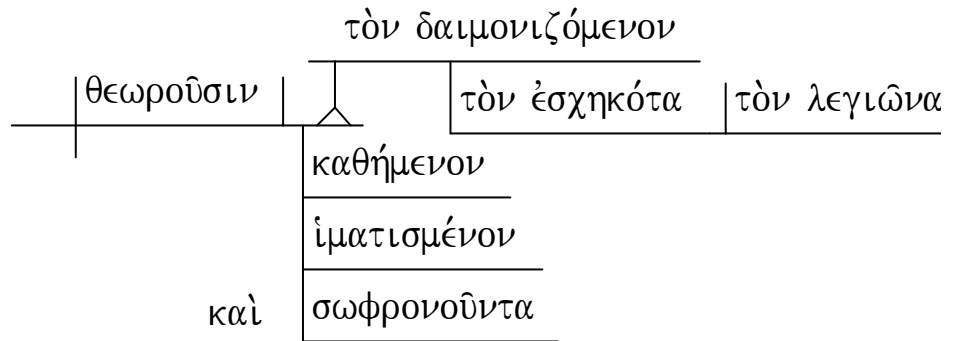 τὸν δαιμονιζόμενον
θεωροῦσιν τὸν ἐσχηκότα τὸν λεγιῶνα
καθήμενον
ἱματισμένον
καὶ σωφρονοῦντα